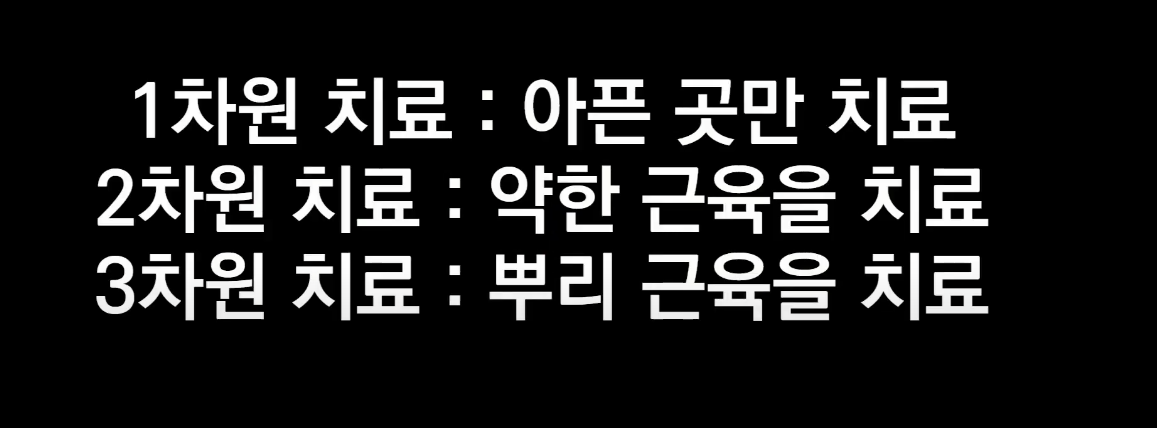 1차원 치료 : 아픈 곳만 치료
2차원 치료 : 약한 근육을 치료
3차원 치료 : 뿌리 근육을 치료